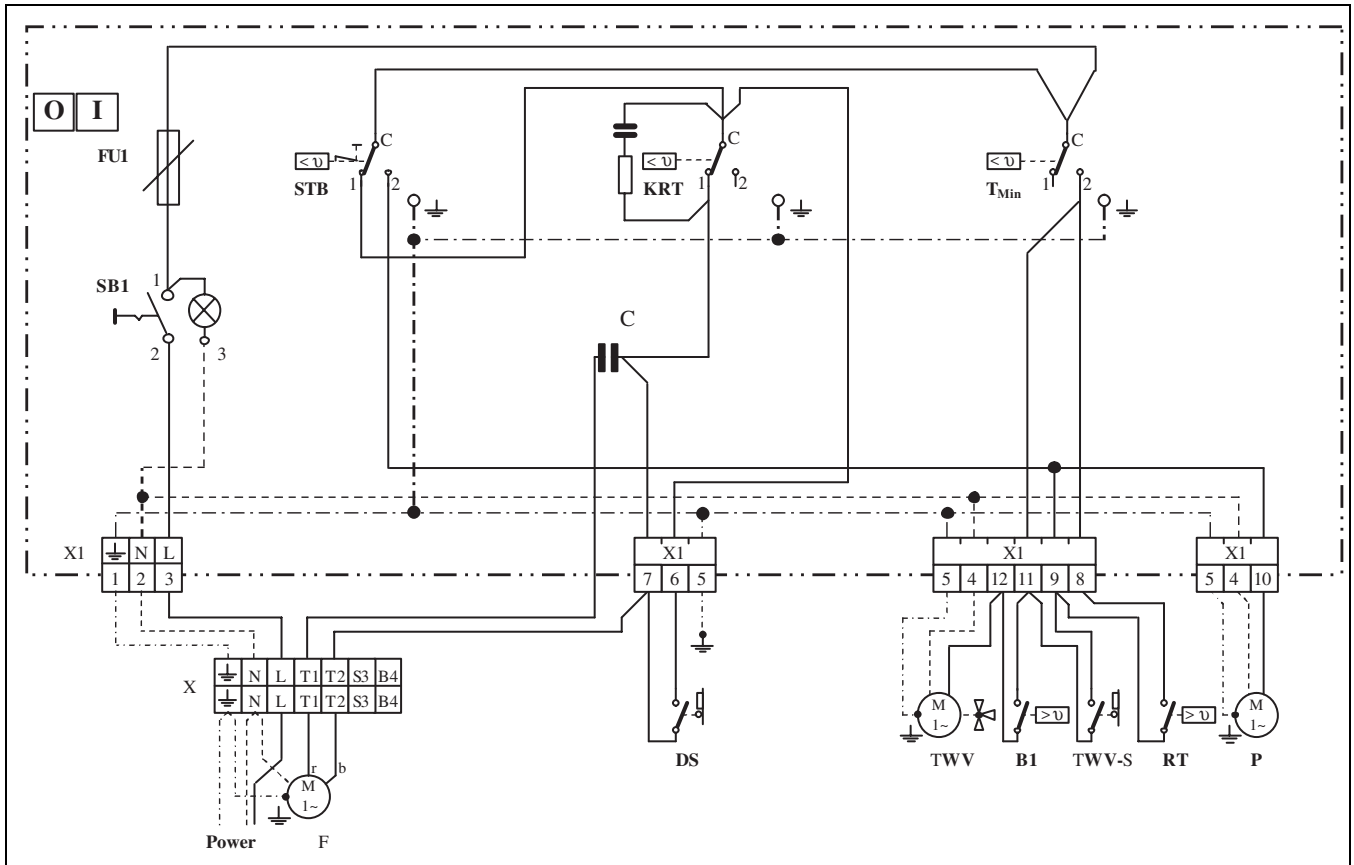 O I
FU1
C
< υ
STB
1 2
C
< υ
KRT
1 2
C
< υ
TMin
1 2
SB1
1
2 3
C
X1
N L
1 2 3
X1
7 6 5
X1
5 4 12 11 9 8
X1
5 4 10
X
N L T1 T2 S3 B4
N L T1 T2 S3 B4
M
1~
r b
Power F
DS
M
1~
TWV
> υ
B1
TWV-S
> υ
RT
M
1~
P